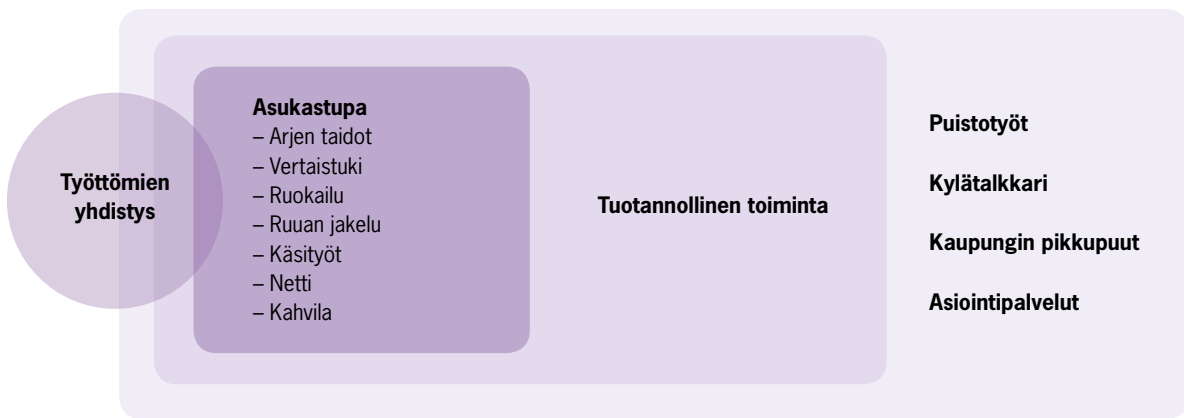 Työttömien
yhdistys
Asukastupa
– Arjen taidot
– Vertaistuki
– Ruokailu
– Ruuan jakelu
– Käsityöt
– Netti
– Kahvila
Tuotannollinen toiminta
Puistotyöt
Kylätalkkari
Kaupungin pikkupuut
Asiointipalvelut